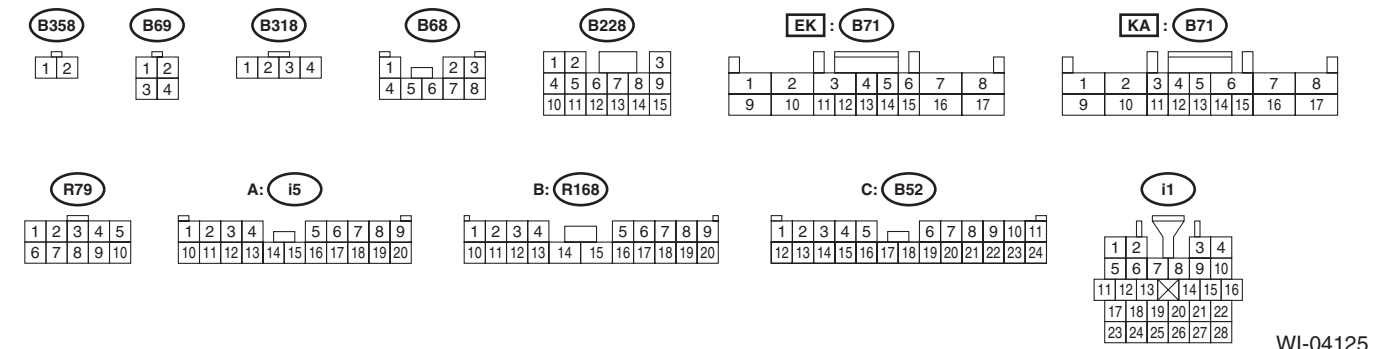 B358 B69 B318 B68 B228 EK : B71 KA : B71
1 2 1 2 1 2 3 4 1 2 3 1 2 3 1 2 3 4 5 6 7 8 1 2 3 4 5 6 7 8
3 4 4 5 6 7 8 4 5 6 7 8 9 9 10 11 12 13 14 15 16 17 9 10 11 12 13 14 15 16 17
10 11 12 13 14 15
R79 A: i5 B: R168 C: B52 i1
1 2 3 4 5 1 2 3 4 5 6 7 8 9 1 2 3 4 5 6 7 8 9 1 2 3 4 5 6 7 8 9 10 11 1 2 3 4
6 7 8 9 10 10 11 12 13 14 15 16 17 18 19 20 10 11 12 13 14 15 16 17 18 19 20 12 13 14 15 16 17 18 19 20 21 22 23 24 5 6 7 8 9 10
11 12 13 14 15 16
17 18 19 20 21 22
23 24 25 26 27 28
WI-04125